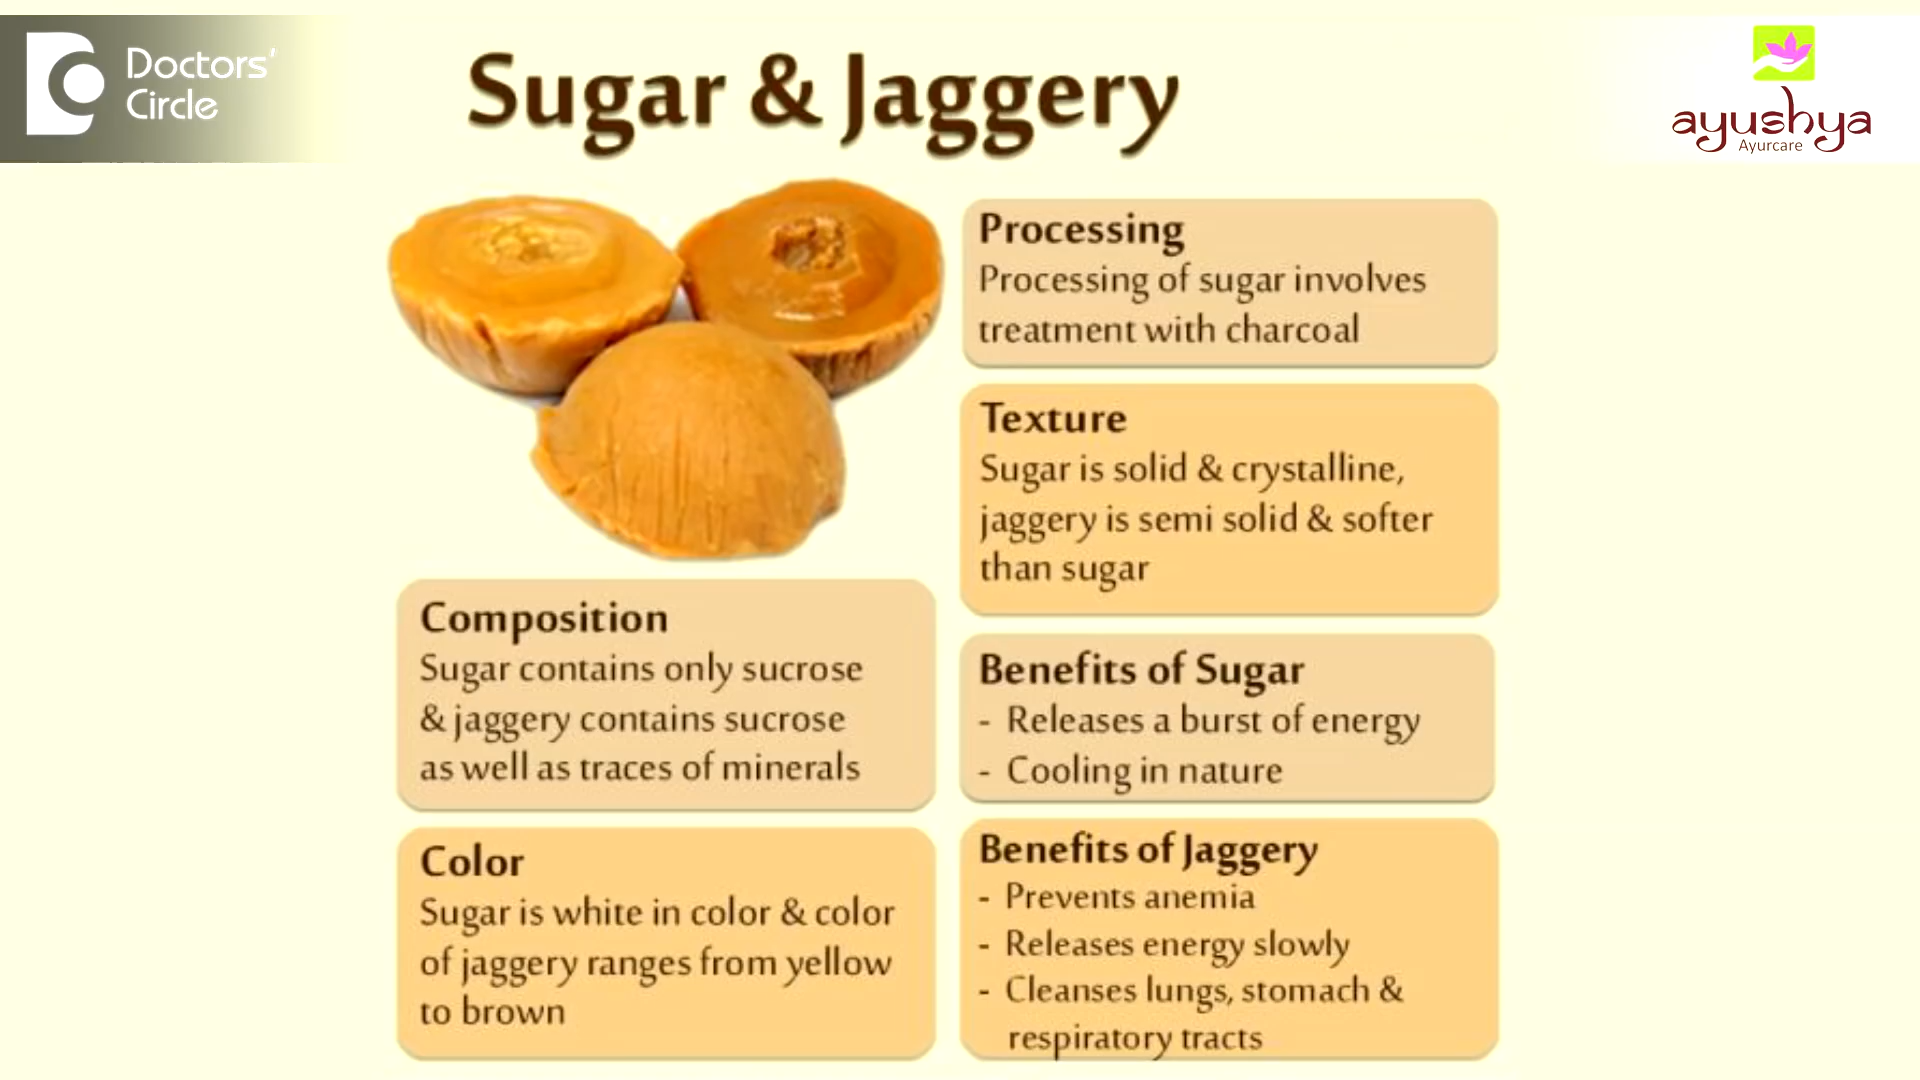 Doctors'
Circle
Sugar & Jaggery
ayushya
Ayurcare
Processing
Processing of sugar involves
treatment with charcoal
Texture
Sugar is solid & crystalline,
jaggery is semi solid & softer
than sugar
Composition
Sugar contains only sucrose
& jaggery contains sucrose
as well as traces of minerals
Benefits of Sugar
- Releases a burst of energy
- Cooling in nature
Color
Sugar is white in color & color
of jaggery ranges from yellow
to brown
Benefits of Jaggery
- Prevents anemia
- Releases energy slowly
- Cleanses lungs, stomach &
respiratory tracts